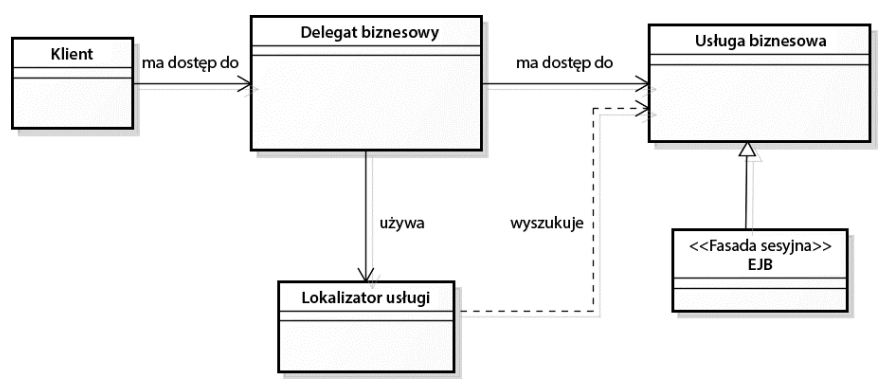 Klient
ma dostęp do
Delegat biznesowy
ma dostęp do
Usługa biznesowa
używa
wyszukuje
<<Fasada sesyjna>>
EJB
Lokalizator usługi